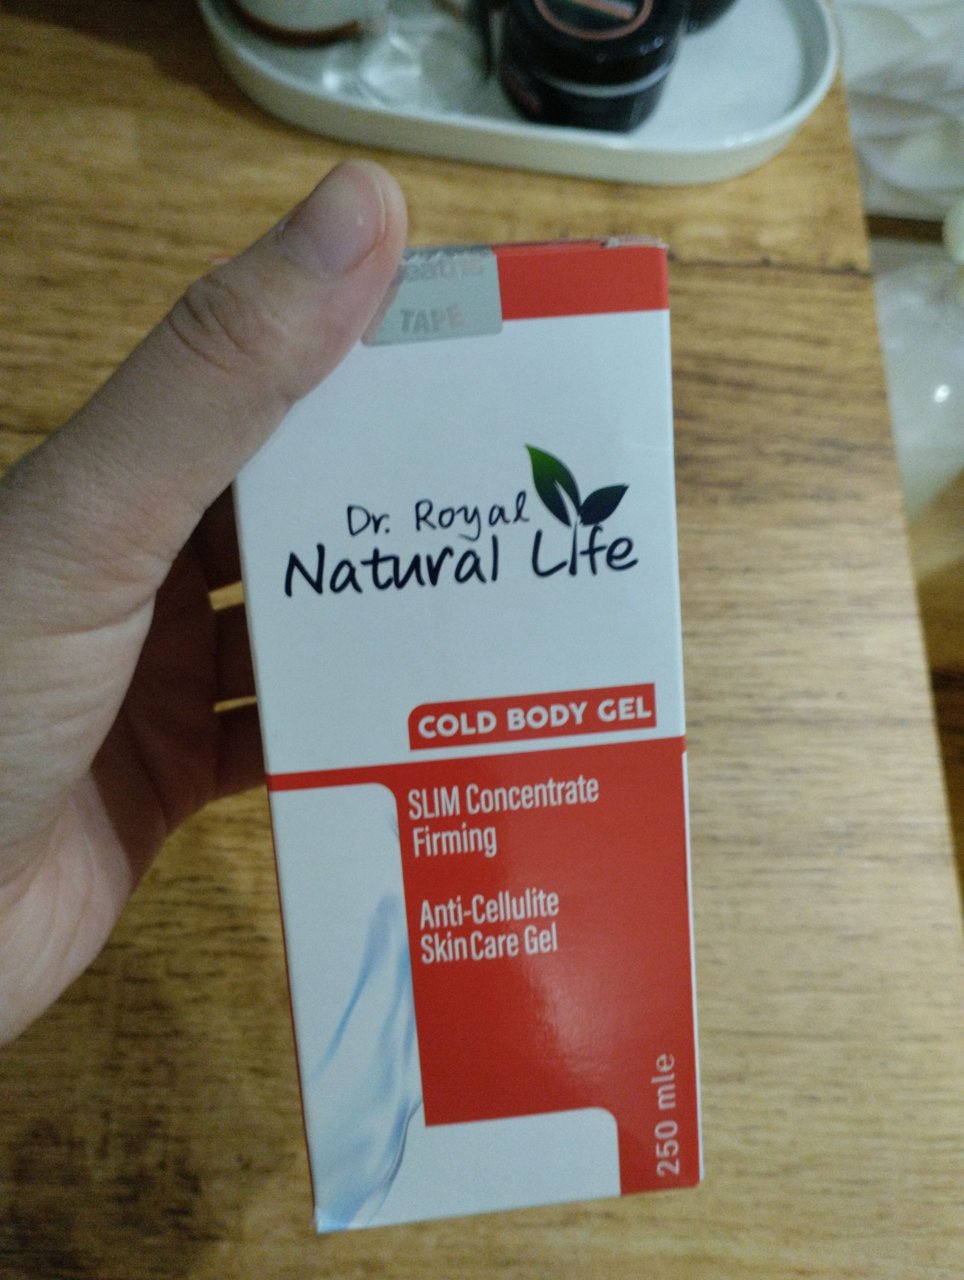 TAPE
Dr. Royal
Natural Life
COLD BODY GEL
SLIM Concentrate
Firming
Anti-Cellulite
Skin Care Gel
250 mle